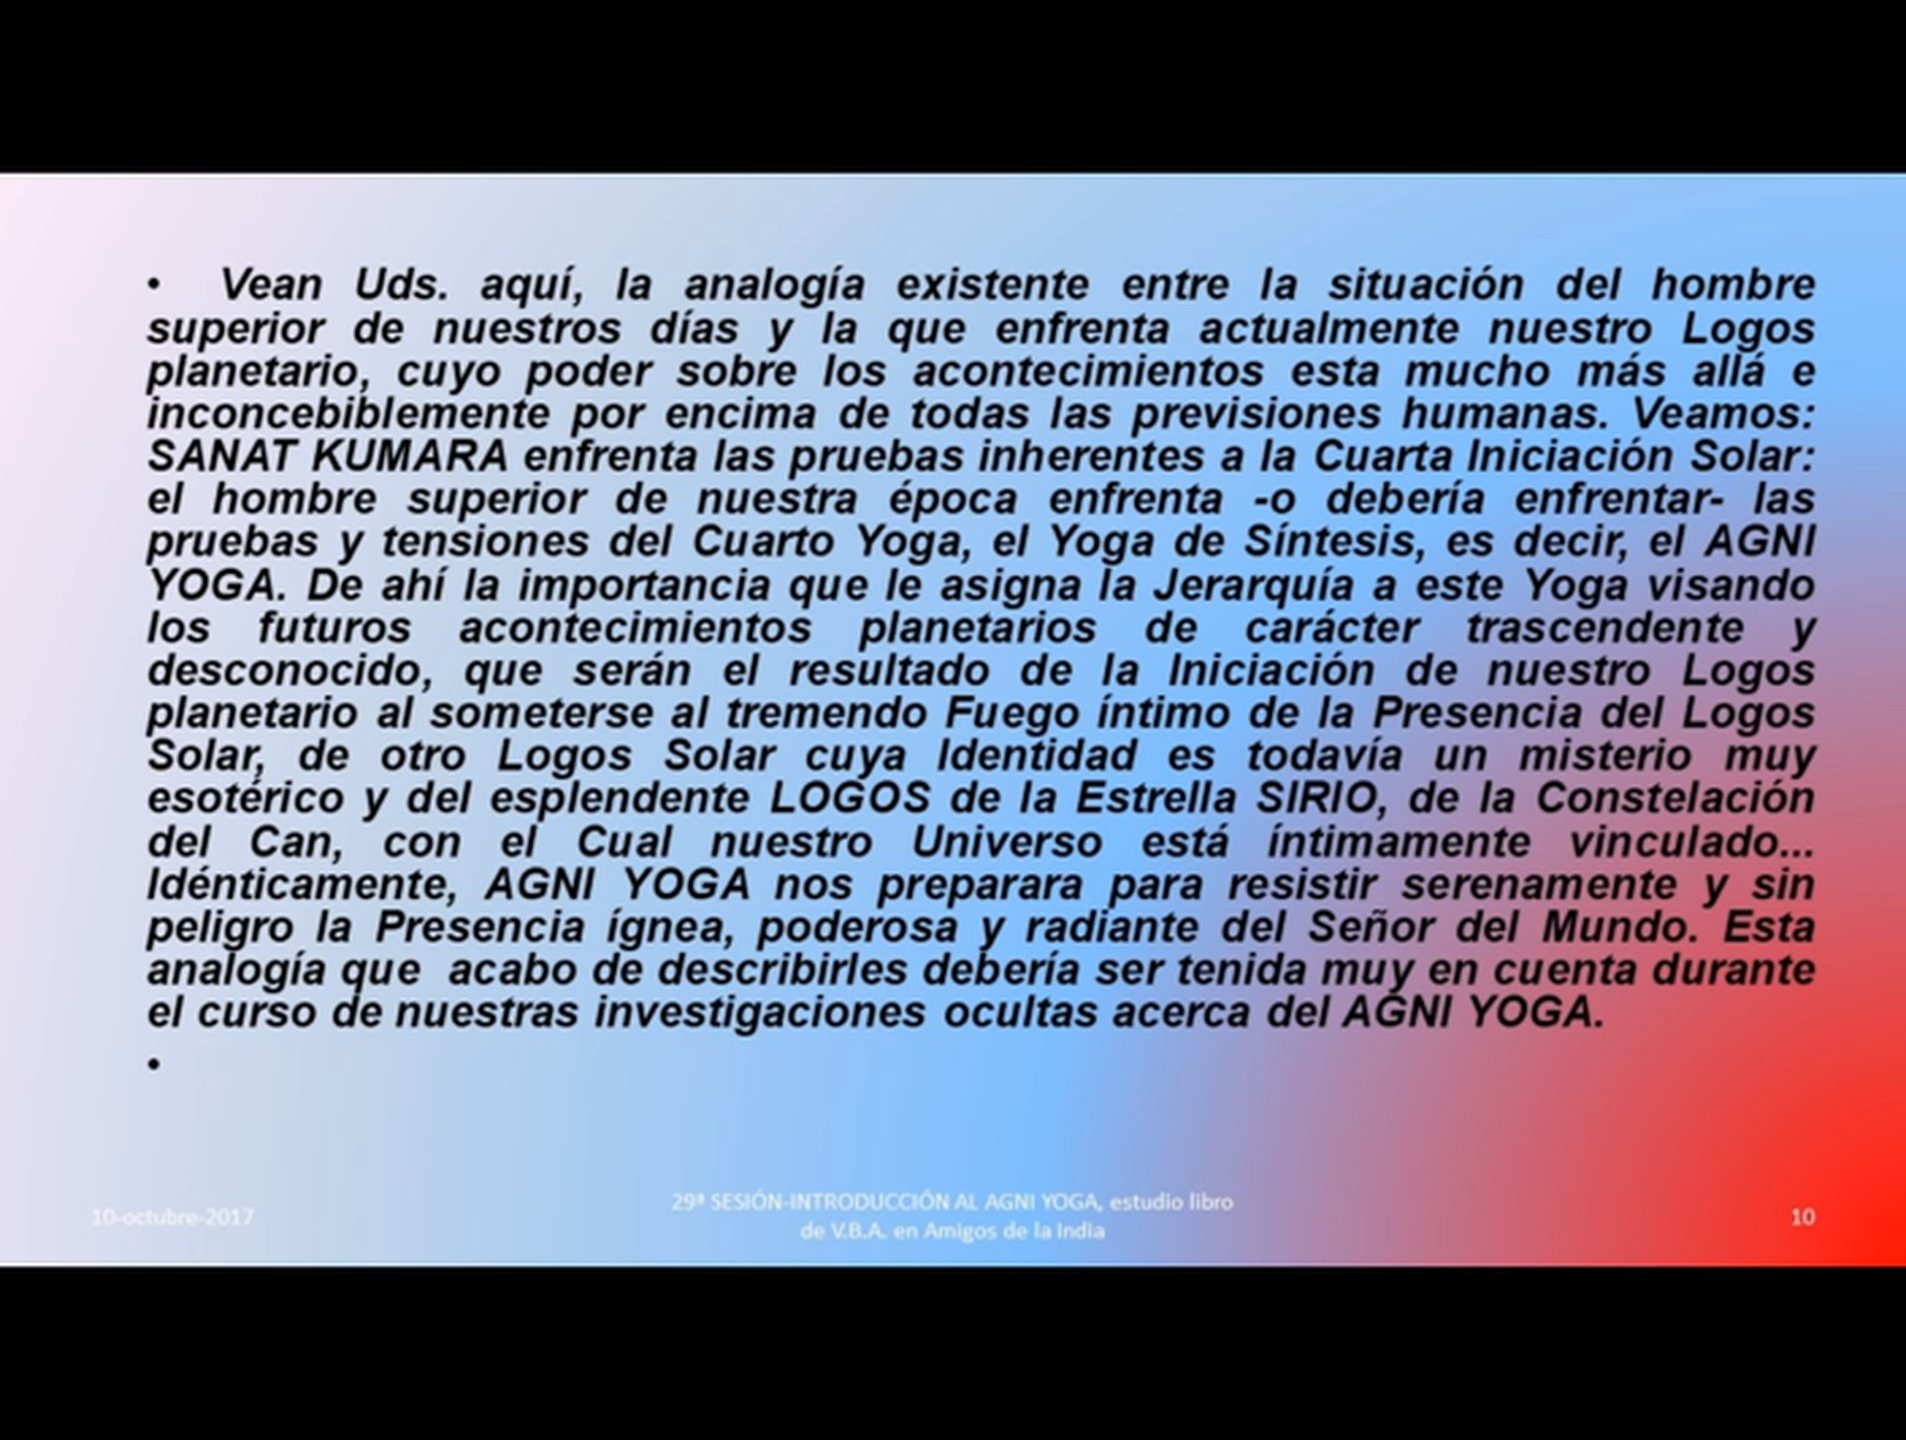 • Vean Uds. aquí, la analogía existente entre la situación del hombre
superior de nuestros días y la que enfrenta actualmente nuestro Logos
planetario, cuyo poder sobre los acontecimientos esta mucho más allá e
inconcebiblemente por encima de todas las previsiones humanas. Veamos:
SANAT KUMARA enfrenta las pruebas inherentes a la Cuarta Iniciación Solar:
el hombre superior de nuestra época enfrenta -o debería enfrentar- las
pruebas y tensiones del Cuarto Yoga, el Yoga de Síntesis, es decir, el AGNI
YOGA. De ahí la importancia que le asigna la Jerarquía a este Yoga visando
los futuros acontecimientos planetarios de carácter trascendente y
desconocido, que serán el resultado de la Iniciación de nuestro Logos
planetario al someterse al tremendo Fuego íntimo de la Presencia del Logos
Solar, de otro Logos Solar cuya Identidad es todavía un misterio muy
esotérico y del esplendente LOGOS de la Estrella SIRIO, de la Constelación
del Can, con el Cual nuestro Universo está íntimamente vinculado...
Idénticamente, AGNI YOGA nos preparara para resistir serenamente y sin
peligro la Presencia ígnea, poderosa y radiante del Señor del Mundo. Esta
analogía que acabo de describirles debería ser tenida muy en cuenta durante
el curso de nuestras investigaciones ocultas acerca del AGNI YOGA.
•
10-octubre-2017
29ª SESIÓN-INTRODUCCIÓN AL AGNI YOGA, estudio libro
de V.B.A. en Amigos de la India
10